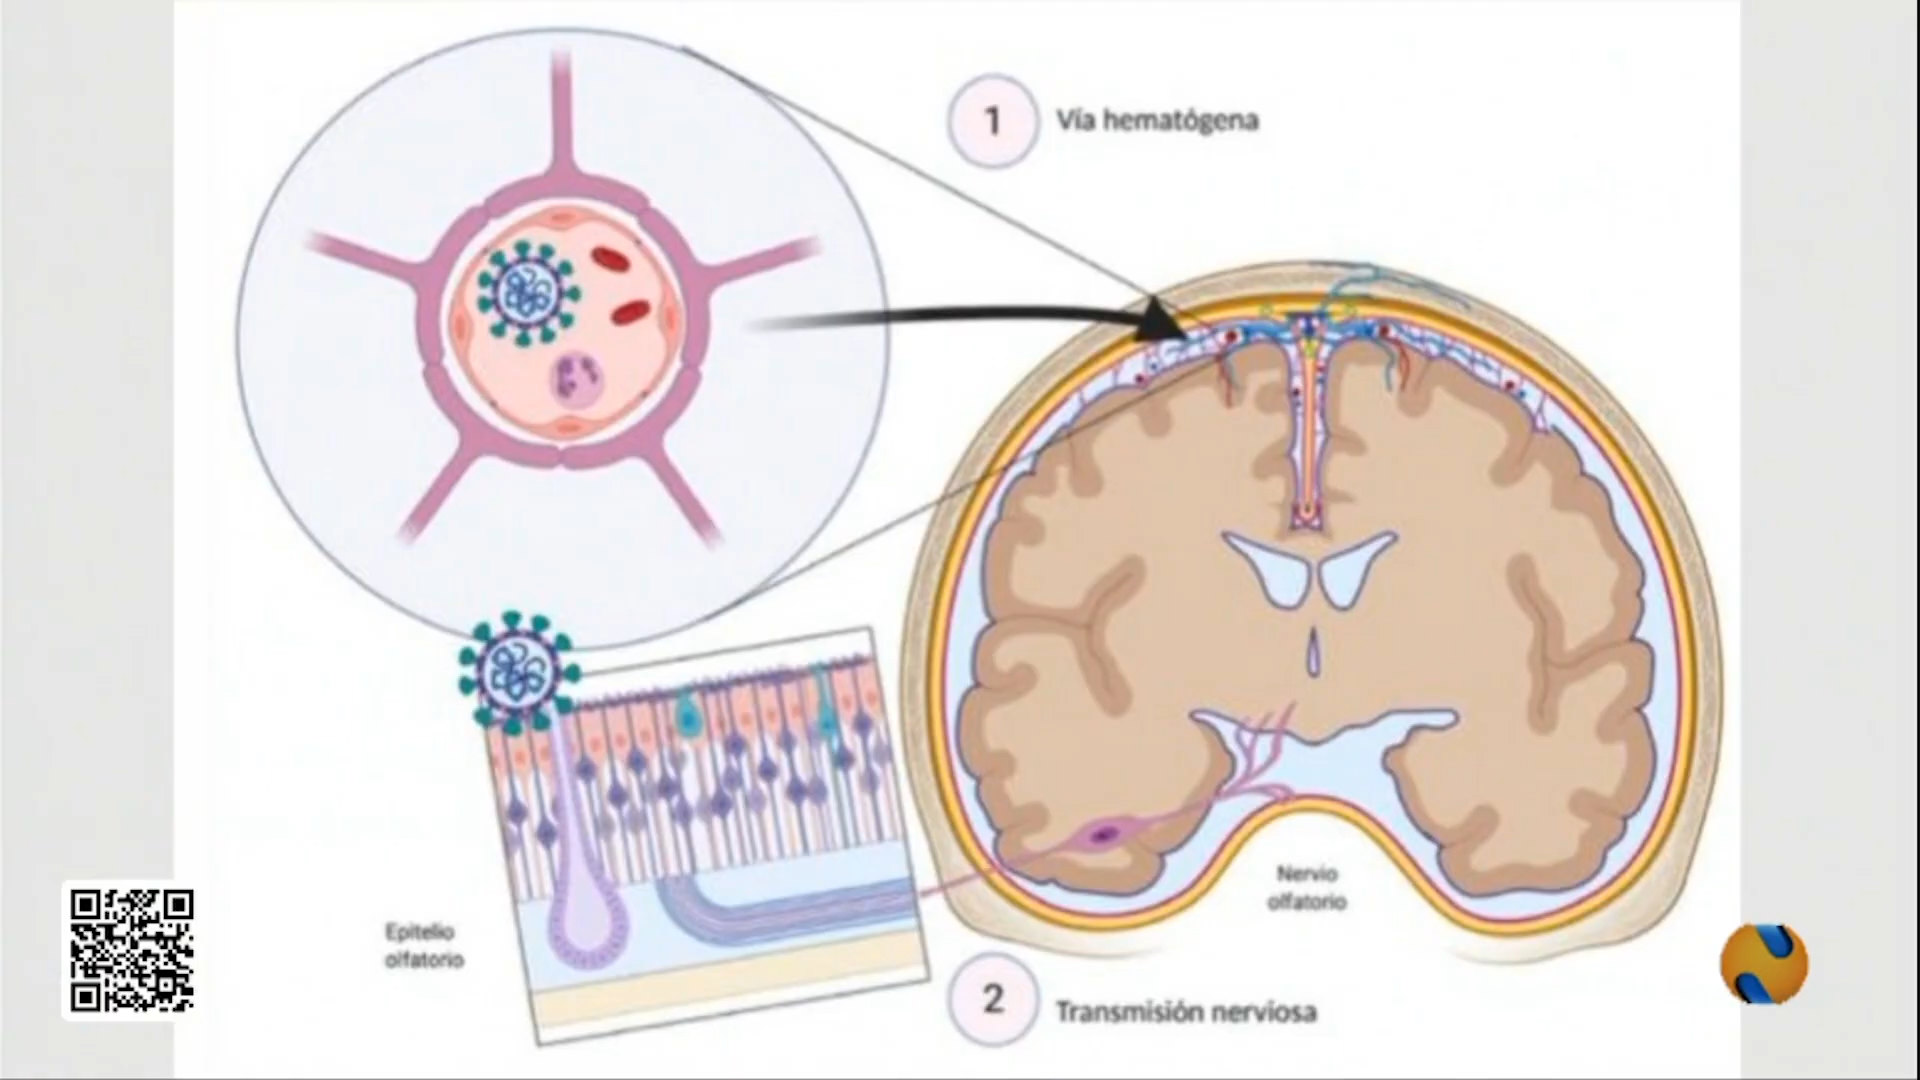 1
Vía hematógena
Nervio
olfatorio
Epitelio
olfatorio
2
Transmisión nerviosa